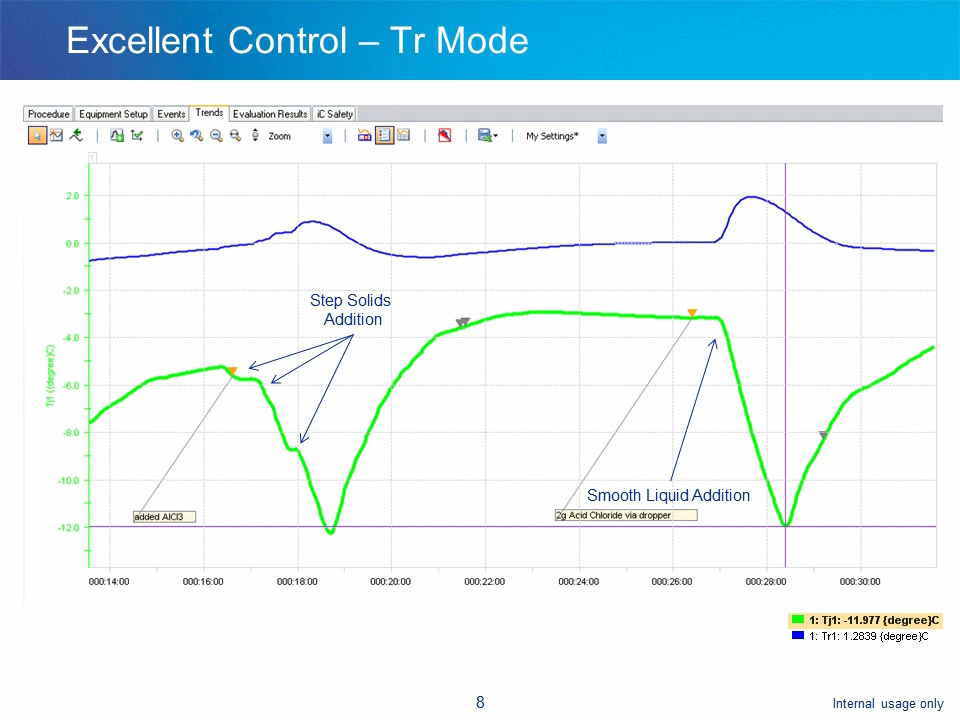 Excellent Control – Tr Mode
Procedure Equipment Setup Events Trends Evaluation Results iC Safety
Zoom My Settings*
1
2.0
0.0
-2.0
-4.0
-6.0
-8.0
-10.0
-12.0
Tj1 ({degree}C)
Step Solids
Addition
Smooth Liquid Addition
added AlCl3
2g Acid Chloride via dropper
000:14:00 000:16:00 000:18:00 000:20:00 000:22:00 000:24:00 000:26:00 000:28:00 000:30:00
1: Tj1: -11.977 {degree}C
1: Tr1: 1.2839 {degree}C
8
Internal usage only